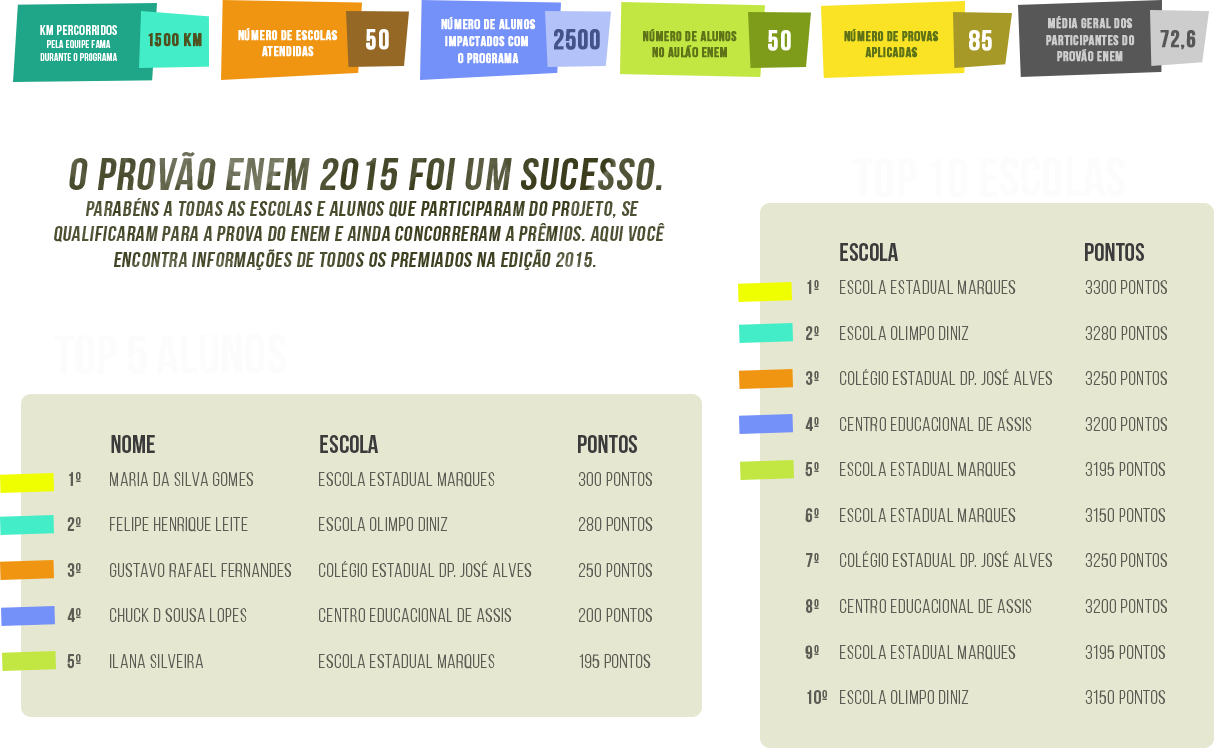 KM PERCORRIDOS
PELA EQUIPE FAMA
DURANTE O PROGRAMA
1500 KM
NÚMERO DE ESCOLAS
ATENDIDAS
50
NÚMERO DE ALUNOS
IMPACTADOS COM
O PROGRAMA
2500
NÚMERO DE ALUNOS
NO AULÃO ENEM
50
NÚMERO DE PROVAS
APLICADAS
85
MÉDIA GERAL DOS
PARTICIPANTES DO
PROVÃO ENEM
72,6
O PROVÃO ENEM 2015 FOI UM SUCESSO.
PARABÉNS A TODAS AS ESCOLAS E ALUNOS QUE PARTICIPARAM DO PROJETO, SE
QUALIFICARAM PARA A PROVA DO ENEM E AINDA CONCORRERAM A PRÊMIOS. AQUI VOCÊ
ENCONTRA INFORMAÇÕES DE TODOS OS PREMIADOS NA EDIÇÃO 2015.
TOP 5 ALUNOS
NOME ESCOLA PONTOS
1º MARIA DA SILVA GOMES ESCOLA ESTADUAL MARQUES 300 PONTOS
2º FELIPE HENRIQUE LEITE ESCOLA OLIMPO DINIZ 280 PONTOS
3º GUSTAVO RAFAEL FERNANDES COLÉGIO ESTADUAL DP. JOSÉ ALVES 250 PONTOS
4º CHUCK D SOUSA LOPES CENTRO EDUCACIONAL DE ASSIS 200 PONTOS
5º ILANA SILVEIRA ESCOLA ESTADUAL MARQUES 195 PONTOS
TOP 10 ESCOLAS
ESCOLA PONTOS
1º ESCOLA ESTADUAL MARQUES 3300 PONTOS
2º ESCOLA OLIMPO DINIZ 3280 PONTOS
3º COLÉGIO ESTADUAL DP. JOSÉ ALVES 3250 PONTOS
4º CENTRO EDUCACIONAL DE ASSIS 3200 PONTOS
5º ESCOLA ESTADUAL MARQUES 3195 PONTOS
6º ESCOLA ESTADUAL MARQUES 3150 PONTOS
7º COLÉGIO ESTADUAL DP. JOSÉ ALVES 3250 PONTOS
8º CENTRO EDUCACIONAL DE ASSIS 3200 PONTOS
9º ESCOLA ESTADUAL MARQUES 3195 PONTOS
10º ESCOLA OLIMPO DINIZ 3150 PONTOS